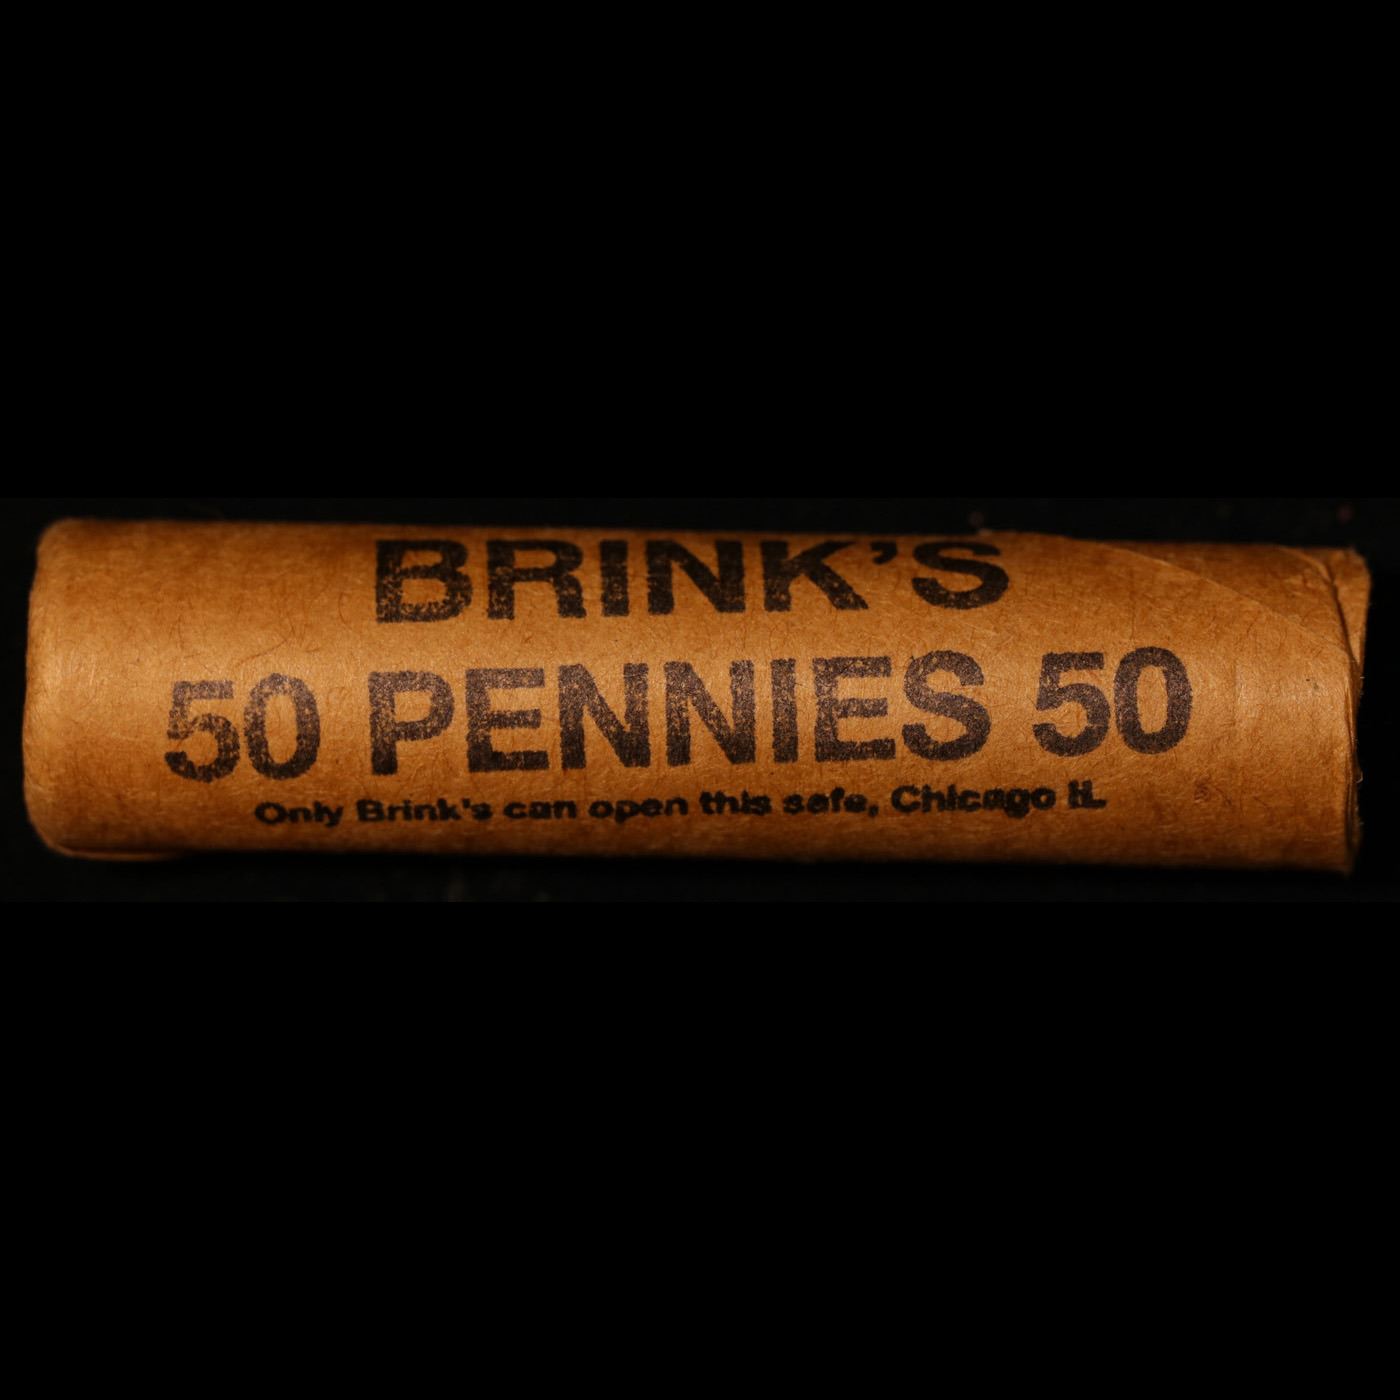 BRINK'S
50 PENNIES 50
Only Brink's can open this safe, Chicago IL